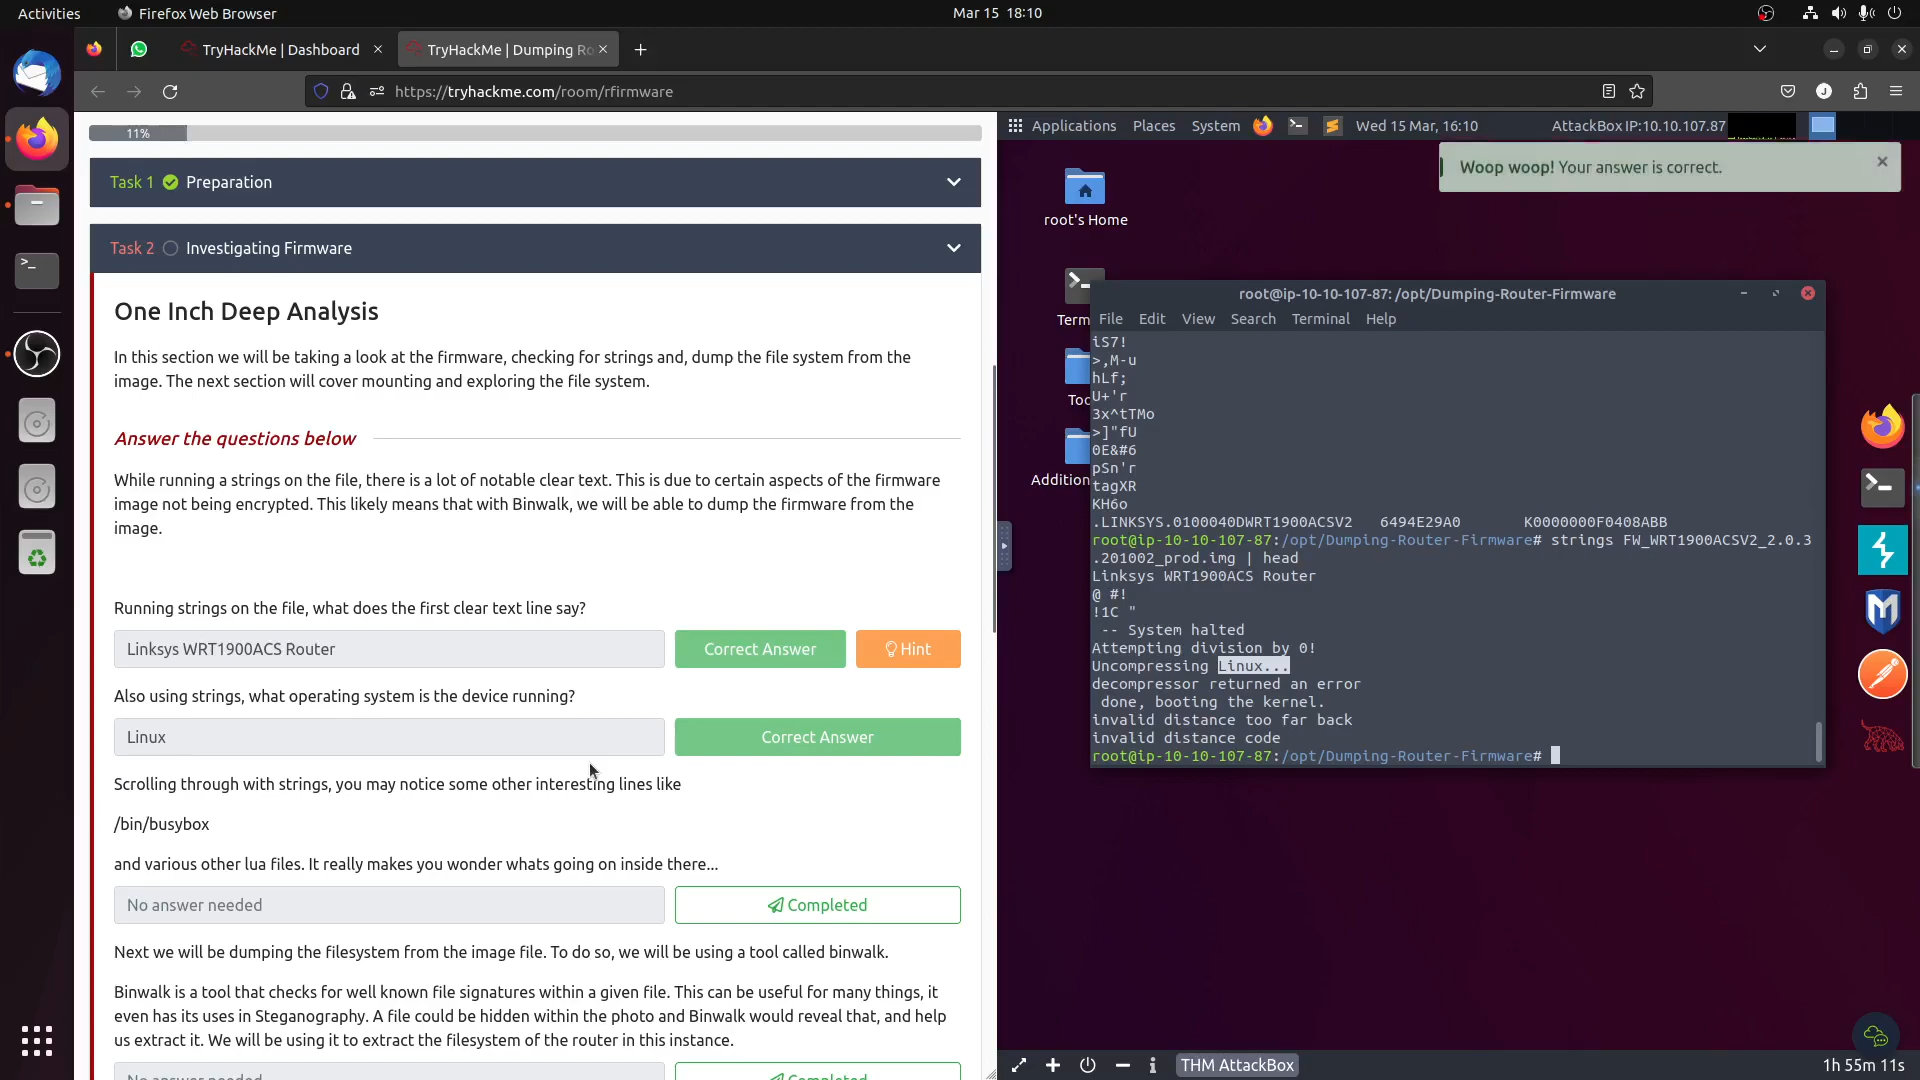 Activities
Firefox Web Browser
Mar 15 18:10
TryHackMe | Dashboard
TryHackMe | Dumping Ro
https://tryhackme.com/room/rfirmware
11%
Task 1 Preparation
Task 2 Investigating Firmware
One Inch Deep Analysis
In this section we will be taking a look at the firmware, checking for strings and, dump the file system from the
image. The next section will cover mounting and exploring the file system.
Answer the questions below
While running a strings on the file, there is a lot of notable clear text. This is due to certain aspects of the firmware
image not being encrypted. This likely means that with Binwalk, we will be able to dump the firmware from the
image.
Running strings on the file, what does the first clear text line say?
Linksys WRT1900ACS Router
Correct Answer
Hint
Also using strings, what operating system is the device running?
Linux
Correct Answer
Scrolling through with strings, you may notice some other interesting lines like
/bin/busybox
and various other lua files. It really makes you wonder whats going on inside there...
No answer needed
Completed
Next we will be dumping the filesystem from the image file. To do so, we will be using a tool called binwalk.
Binwalk is a tool that checks for well known file signatures within a given file. This can be useful for many things, it
even has its uses in Steganography. A file could be hidden within the photo and Binwalk would reveal that, and help
us extract it. We will be using it to extract the filesystem of the router in this instance.
No answer needed
Completed
Applications
Places
System
Wed 15 Mar, 16:10
AttackBox IP:10.10.107.87
Woop woop! Your answer is correct.
root's Home
Term
Too
Addition
root@ip-10-10-107-87: /opt/Dumping-Router-Firmware
File Edit View Search Terminal Help
iS7!
>,M-u
hLf;
U+'r
3x^tTMo
>]"fU
0E&#6
pSn'r
tagXR
KH6o
.LINKSYS.0100040DWRT1900ACSV2 6494E29A0 K0000000F0408ABB
root@ip-10-10-107-87:/opt/Dumping-Router-Firmware# strings FW_WRT1900ACSV2_2.0.3
.201002_prod.img | head
Linksys WRT1900ACS Router
@ #!
!1C "
-- System halted
Attempting division by 0!
Uncompressing Linux...
decompressor returned an error
done, booting the kernel.
invalid distance too far back
invalid distance code
root@ip-10-10-107-87:/opt/Dumping-Router-Firmware#
THM AttackBox
1h 55m 11s